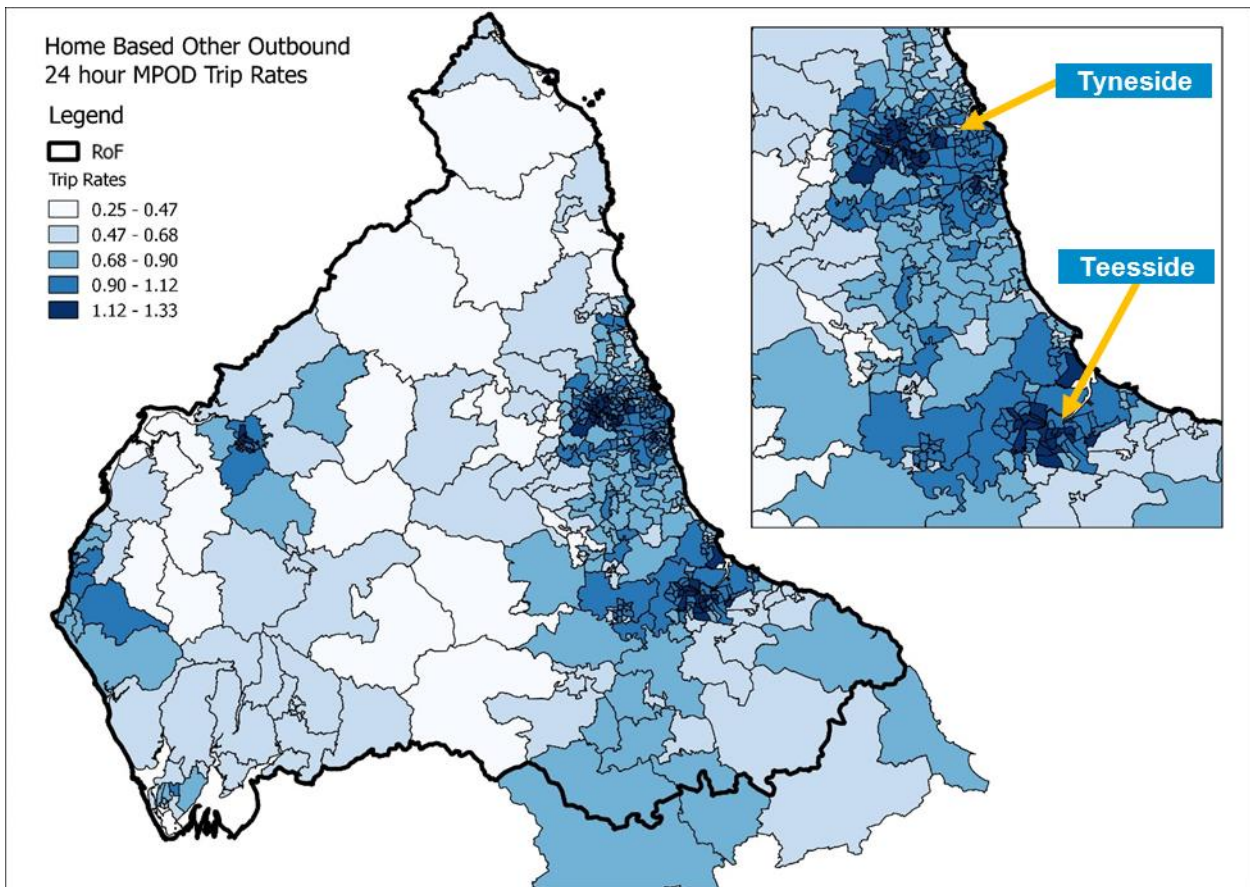 Home Based Other Outbound
24 hour MPOD Trip Rates
Legend
RoF
Trip Rates
0.25 - 0.47
0.47 - 0.68
0.68 - 0.90
0.90 - 1.12
1.12 - 1.33
Tyneside
Teesside